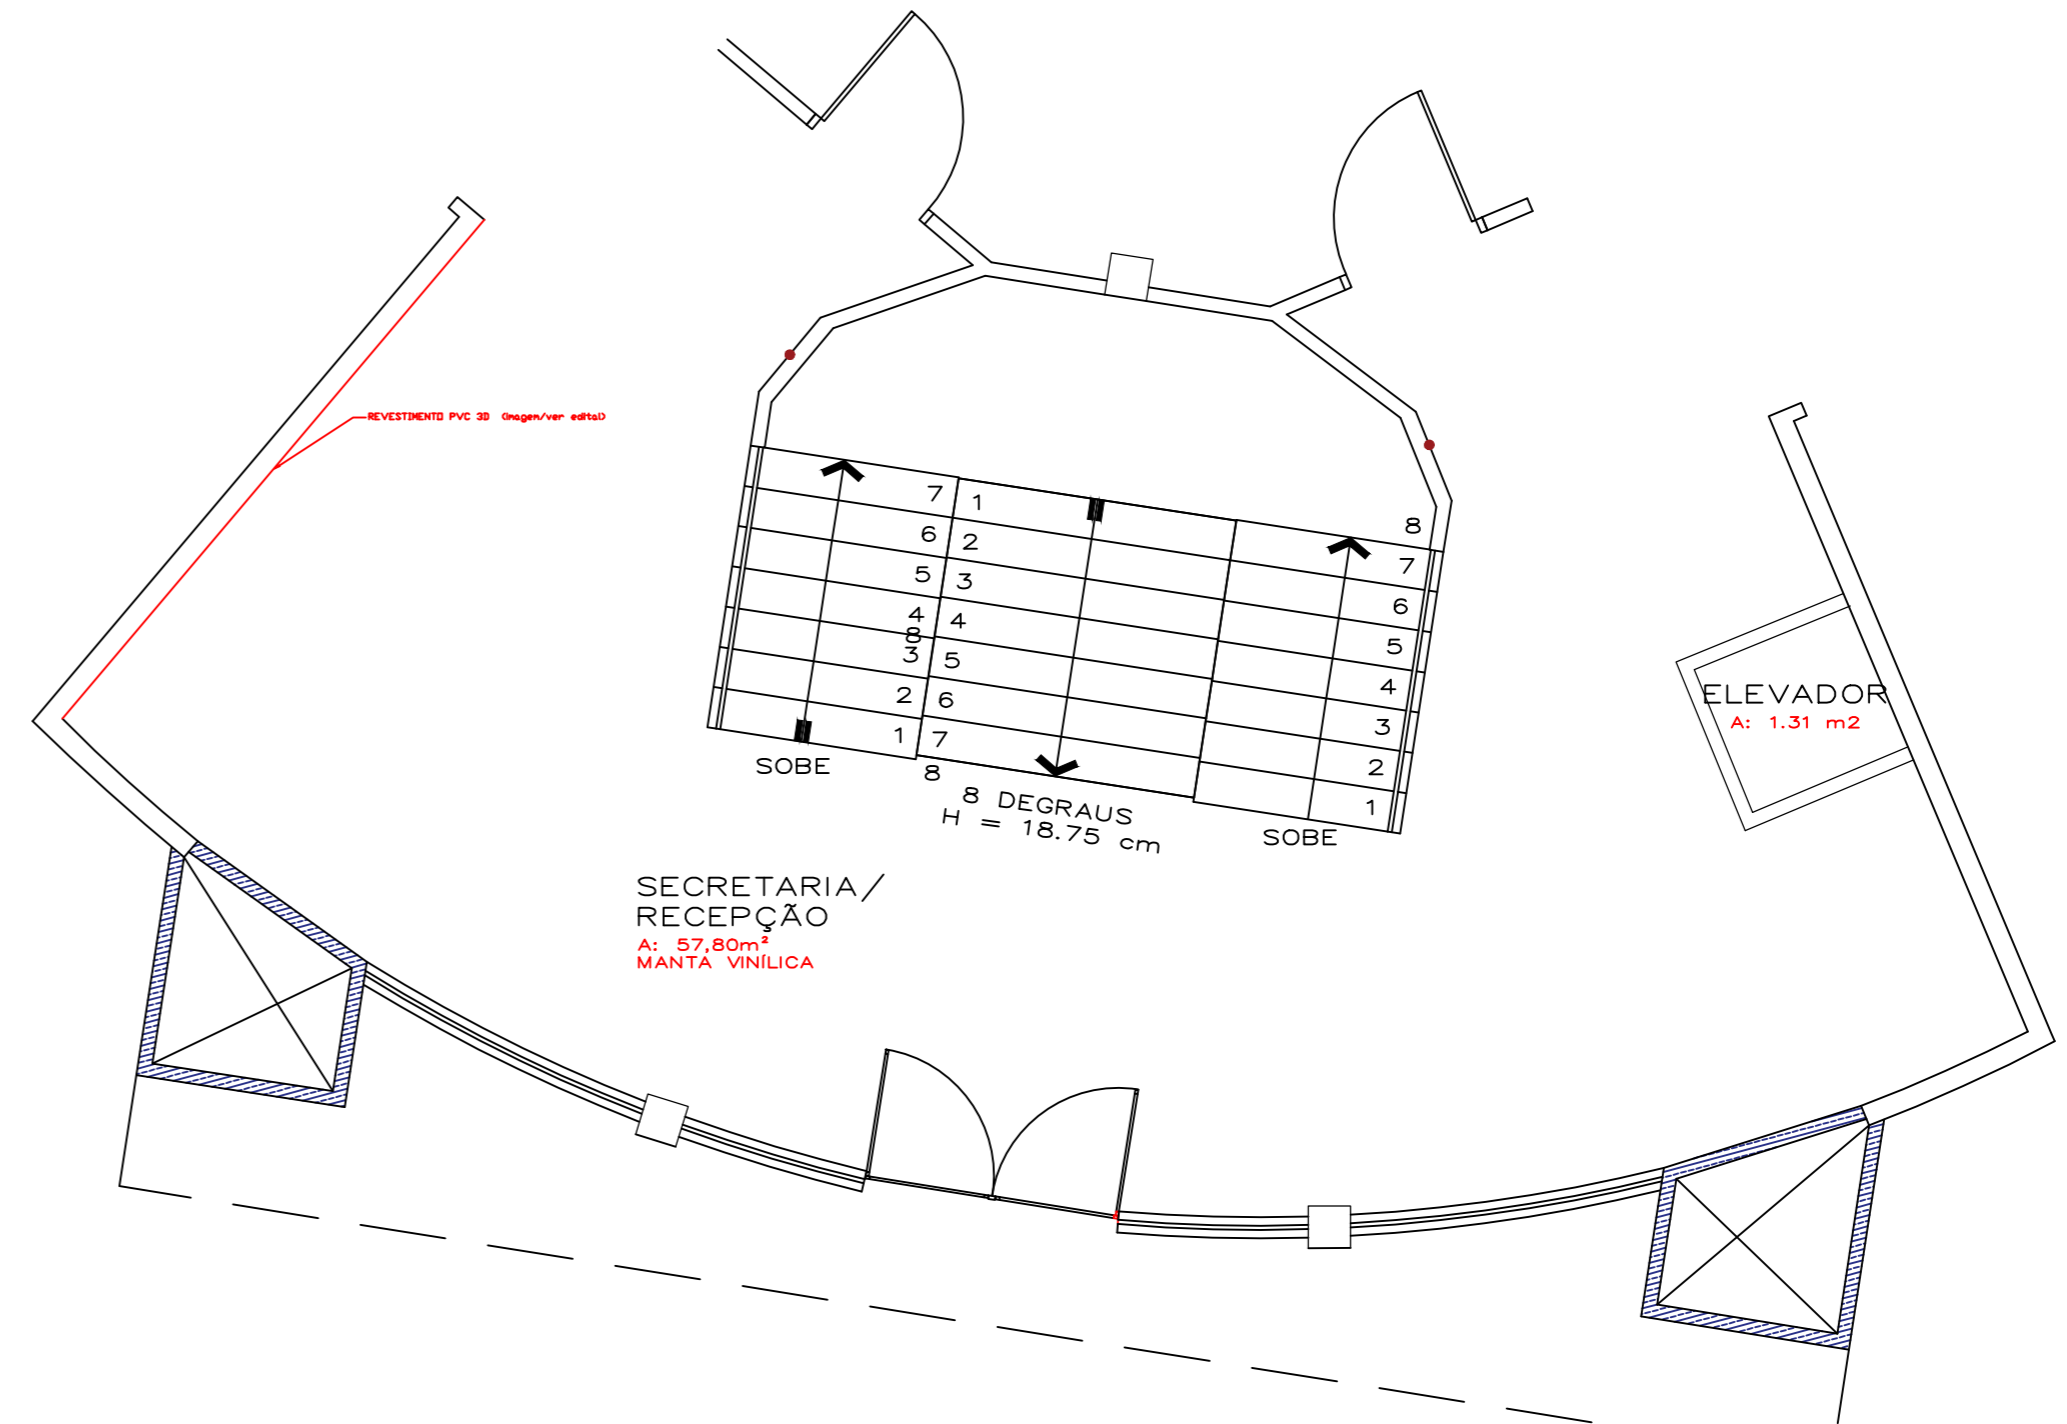 REVESTIMENTO PVC 3D (imagem/ver edital)
7 1
6 2
5 3
4 4
8
3 5
2 6
1 7
8
8
7
6
5
4
3
2
1
SOBE
8 DEGRAUS
H = 18.75 cm
SOBE
ELEVADOR
A: 1.31 m2
SECRETARIA/
RECEPÇÃO
A: 57,80m²
MANTA VINÍLICA